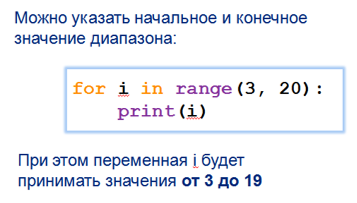 Можно указать начальное и конечное
значение диапазона:
for i in range(3, 20):
    print(i)
При этом переменная i будет
принимать значения от 3 до 19